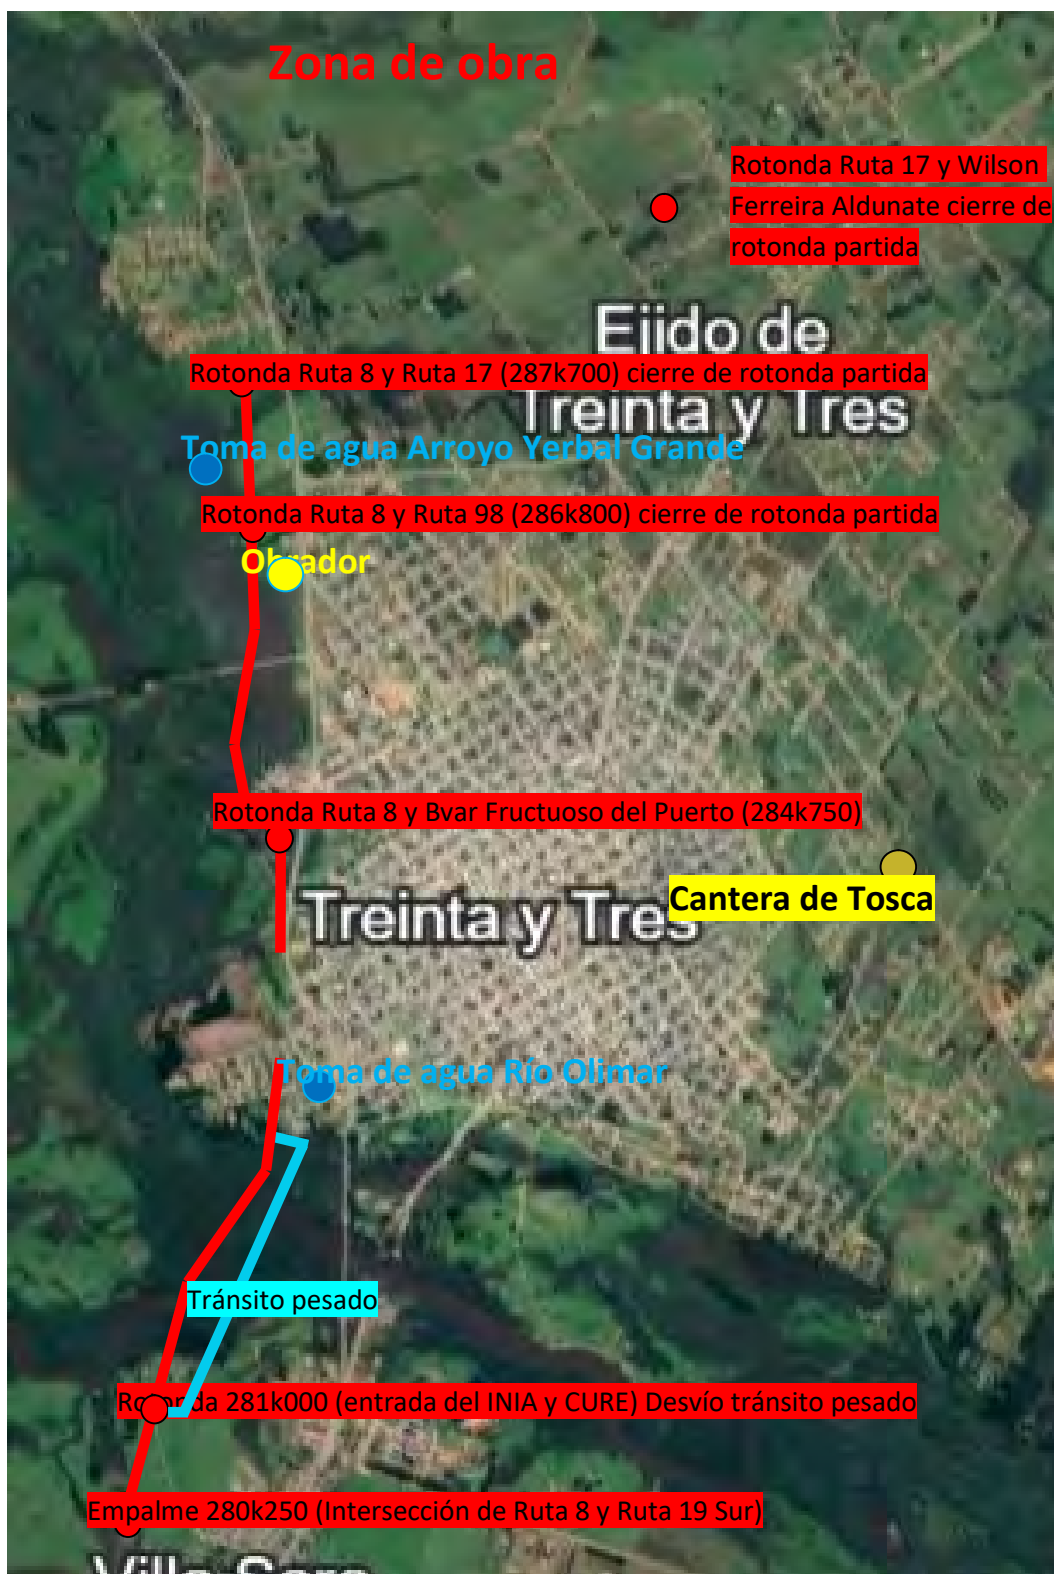 Zona de obra
Rotonda Ruta 17 y Wilson
Ferreira Aldunate cierre de
rotonda partida
Ejido de
Treinta y Tres
Rotonda Ruta 8 y Ruta 17 (287k700) cierre de rotonda partida
Toma de agua Arroyo Yerbal Grande
Rotonda Ruta 8 y Ruta 98 (286k800) cierre de rotonda partida
Obrador
Rotonda Ruta 8 y Bvar Fructuoso del Puerto (284k750)
Cantera de Tosca
Treinta y Tres
Toma de agua Río Olimar
Tránsito pesado
Rotonda 281k000 (entrada del INIA y CURE) Desvío tránsito pesado
Empalme 280k250 (Intersección de Ruta 8 y Ruta 19 Sur)
Villa Sara